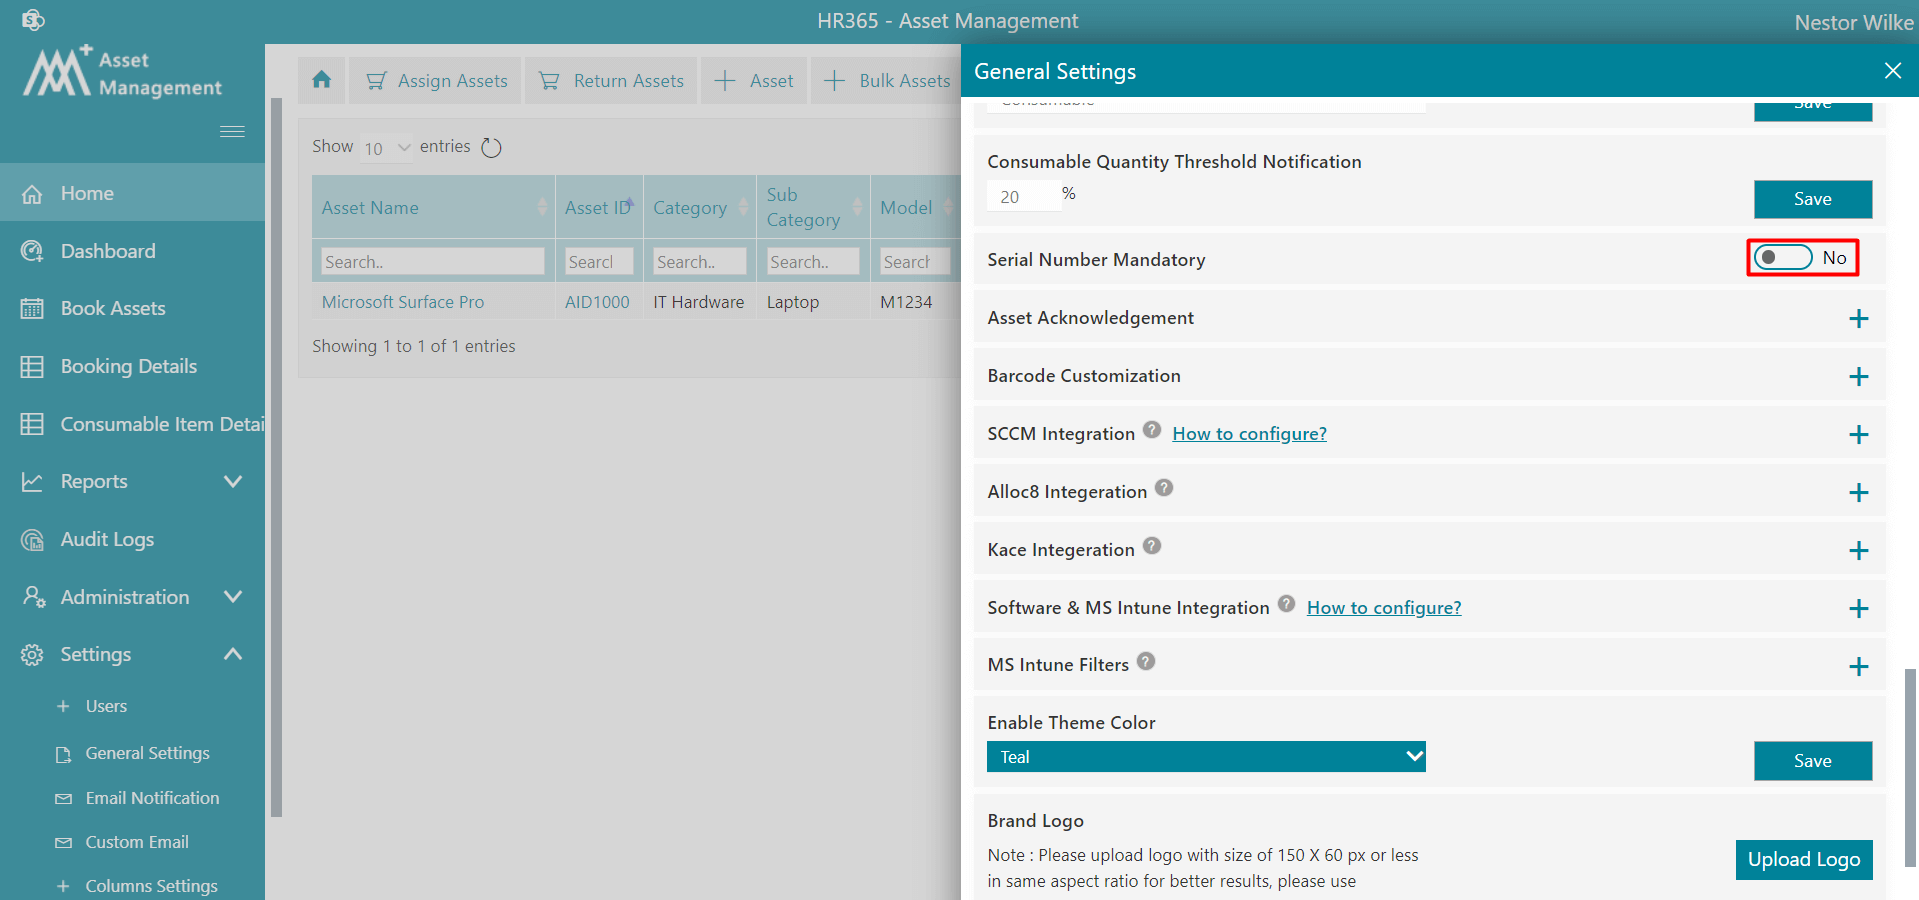 HR365 - Asset Management
Nestor Wilke
Asset
Management
Home
Dashboard
Book Assets
Booking Details
Consumable Item Detai
Reports
Audit Logs
Administration
Settings
Users
General Settings
Email Notification
Custom Email
Columns Settings
Assign Assets
Return Assets
Asset
Bulk Assets
Show 10 entries
Asset Name
Asset ID
Category
Sub
Category
Model
Search..
Search
Search..
Search..
Search
Microsoft Surface Pro
AID1000
IT Hardware
Laptop
M1234
Showing 1 to 1 of 1 entries
General Settings
Consumable
Save
Consumable Quantity Threshold Notification
20 %
Save
Serial Number Mandatory
No
Asset Acknowledgement
Barcode Customization
SCCM Integration ? How to configure?
Alloc8 Integeration ?
Kace Integeration ?
Software & MS Intune Integration ? How to configure?
MS Intune Filters ?
Enable Theme Color
Teal
Save
Brand Logo
Note : Please upload logo with size of 150 X 60 px or less
in same aspect ratio for better results, please use
Upload Logo